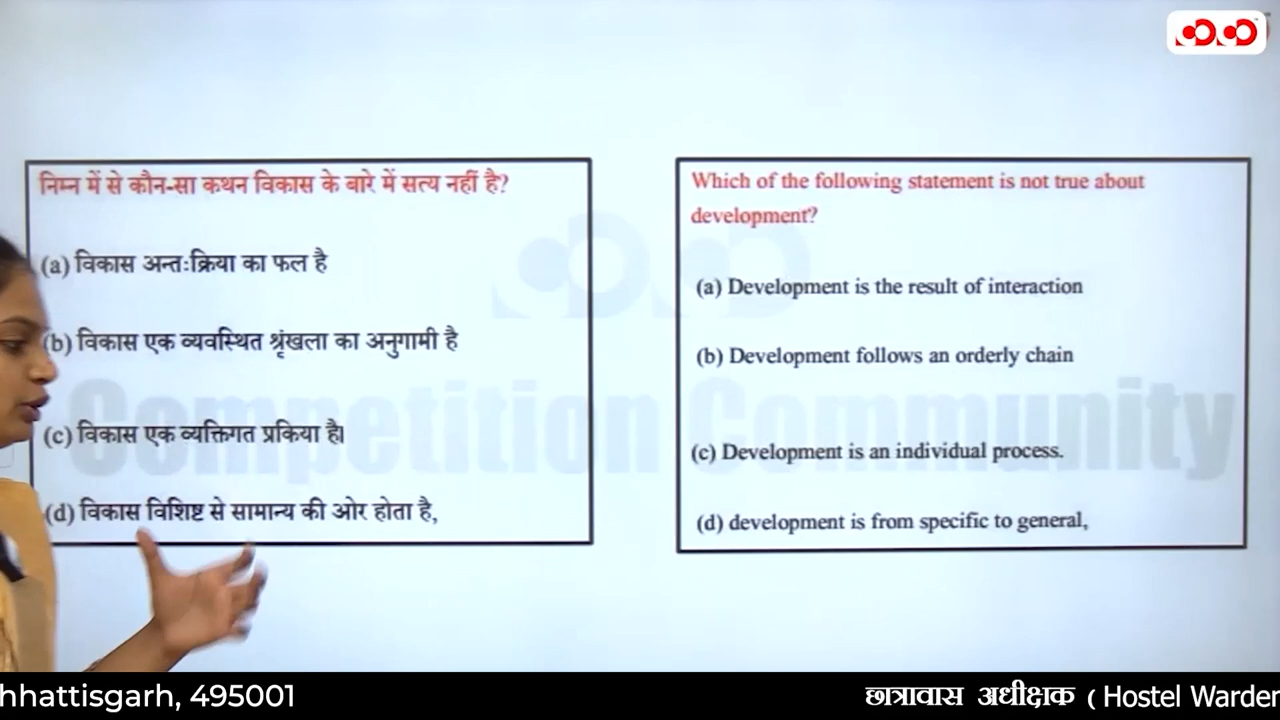 निम्न में से कौन-सा कथन विकास के बारे में सत्य नहीं है?
(a) विकास अन्तःक्रिया का फल है
(b) विकास एक व्यवस्थित श्रृंखला का अनुगामी है
(c) विकास एक व्यक्तिगत प्रकिया है।
(d) विकास विशिष्ट से सामान्य की ओर होता है,
Which of the following statement is not true about
development?
(a) Development is the result of interaction
(b) Development follows an orderly chain
(c) Development is an individual process.
(d) development is from specific to general,
Competition Community
hhattisgarh, 495001
छात्रावास अधीक्षक ( Hostel Warden